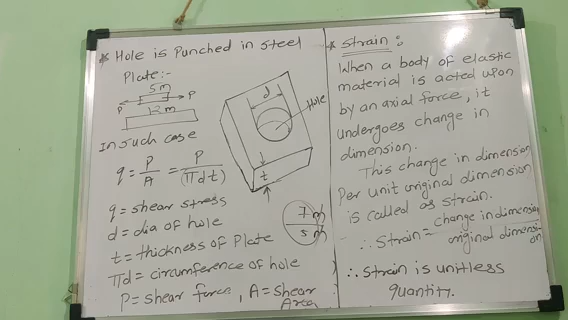 * Hole is Punched in Steel
Plate:-
5m
P P
12m
In such case
q = P/A = P/(πdt)
q = shear stress
d = dia of hole
t = thickness of Plate
πd = circumference of hole
P = shear force, A = Shear
Area
d
Hole
t
7m
5m
* Strain :
When a body of elastic
material is acted upon
by an axial force, it
undergoes change in
dimension.
This change in dimension
Per unit original dimension
is called as strain.
∴ Strain = change in dimension
original dimensi
on
∴ Strain is unitless
quantity.